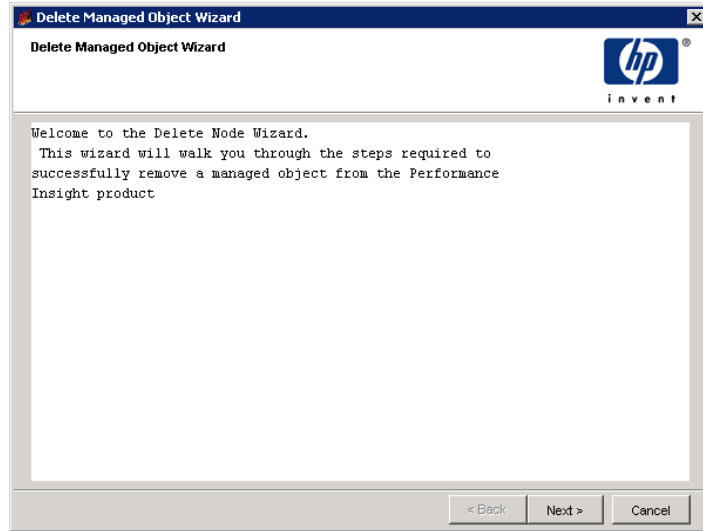 Delete Managed Object Wizard
Delete Managed Object Wizard
hp
®
invent
Welcome to the Delete Node Wizard.
This wizard will walk you through the steps required to
successfully remove a managed object from the Performance
Insight product
< Back Next > Cancel